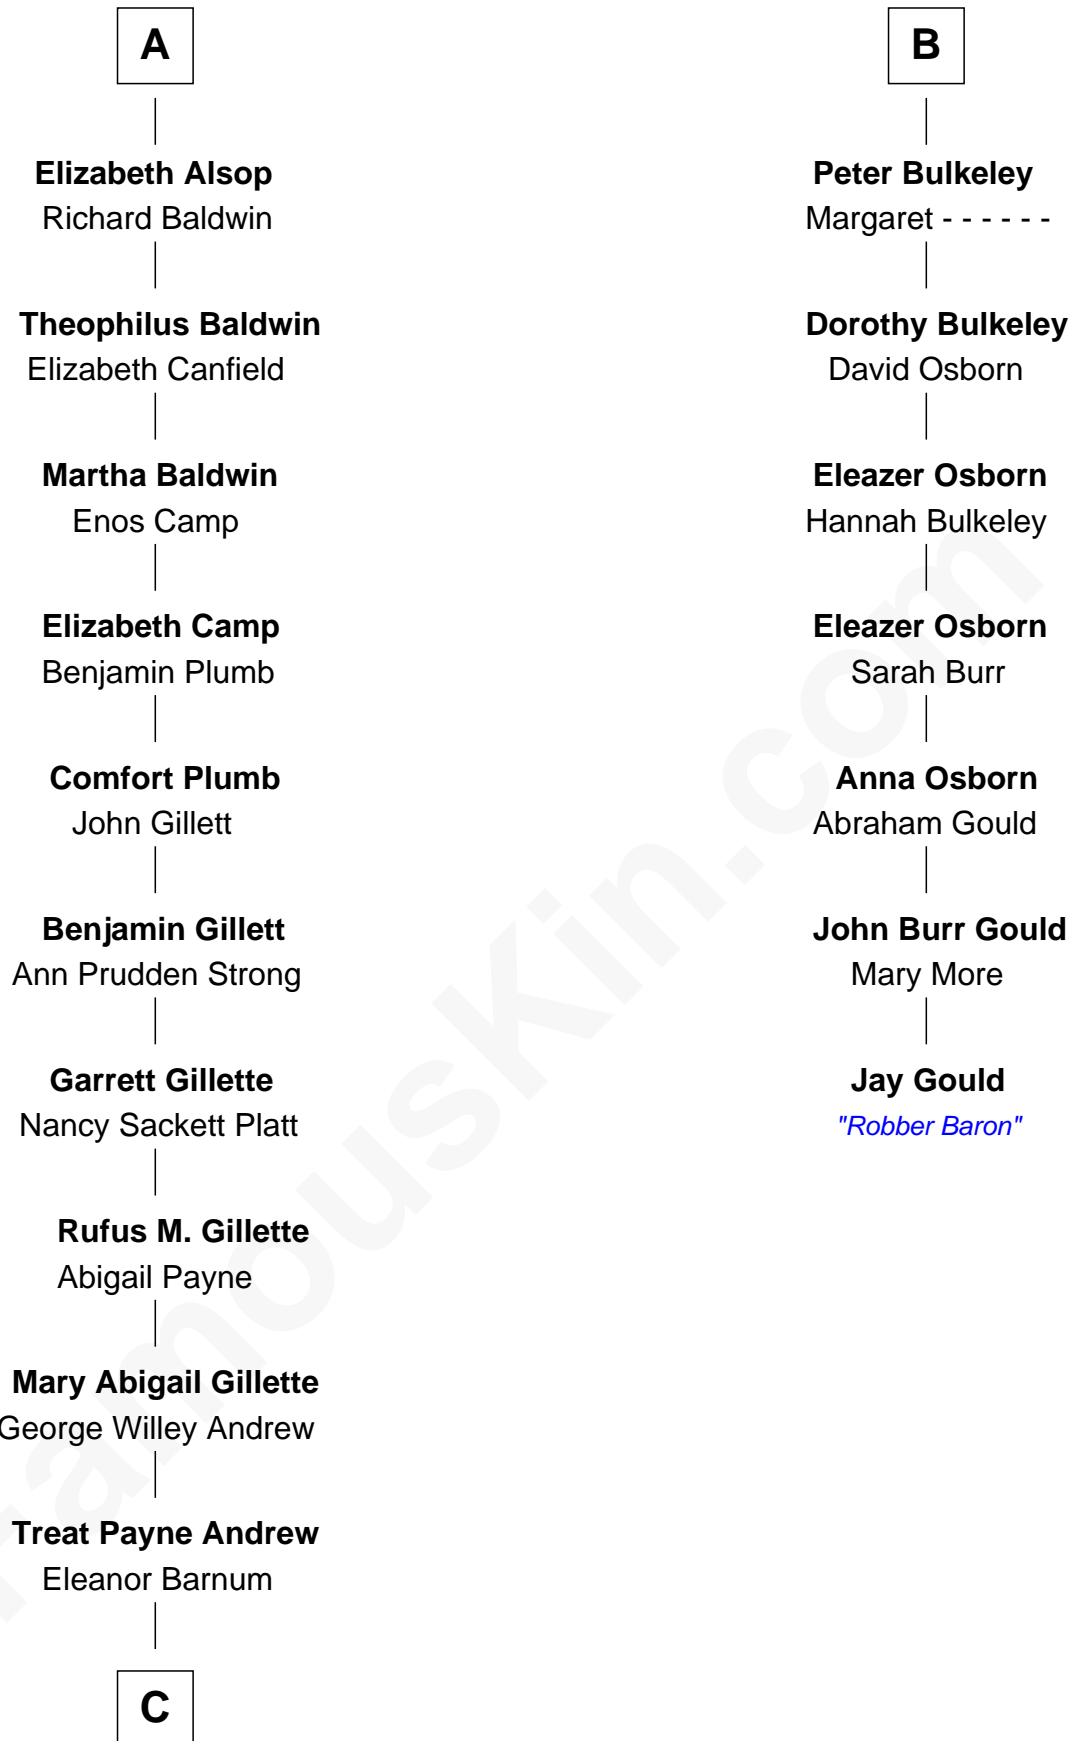 A
Elizabeth Alsop
Richard Baldwin
Theophilus Baldwin
Elizabeth Canfield
Martha Baldwin
Enos Camp
Elizabeth Camp
Benjamin Plumb
Comfort Plumb
John Gillett
Benjamin Gillett
Ann Prudden Strong
Garrett Gillette
Nancy Sackett Platt
Rufus M. Gillette
Abigail Payne
Mary Abigail Gillette
George Willey Andrew
Treat Payne Andrew
Eleanor Barnum
C
B
Peter Bulkeley
Margaret - - - - - -
Dorothy Bulkeley
David Osborn
Eleazer Osborn
Hannah Bulkeley
Eleazer Osborn
Sarah Burr
Anna Osborn
Abraham Gould
John Burr Gould
Mary More
Jay Gould
"Robber Baron"
FamousKin.com